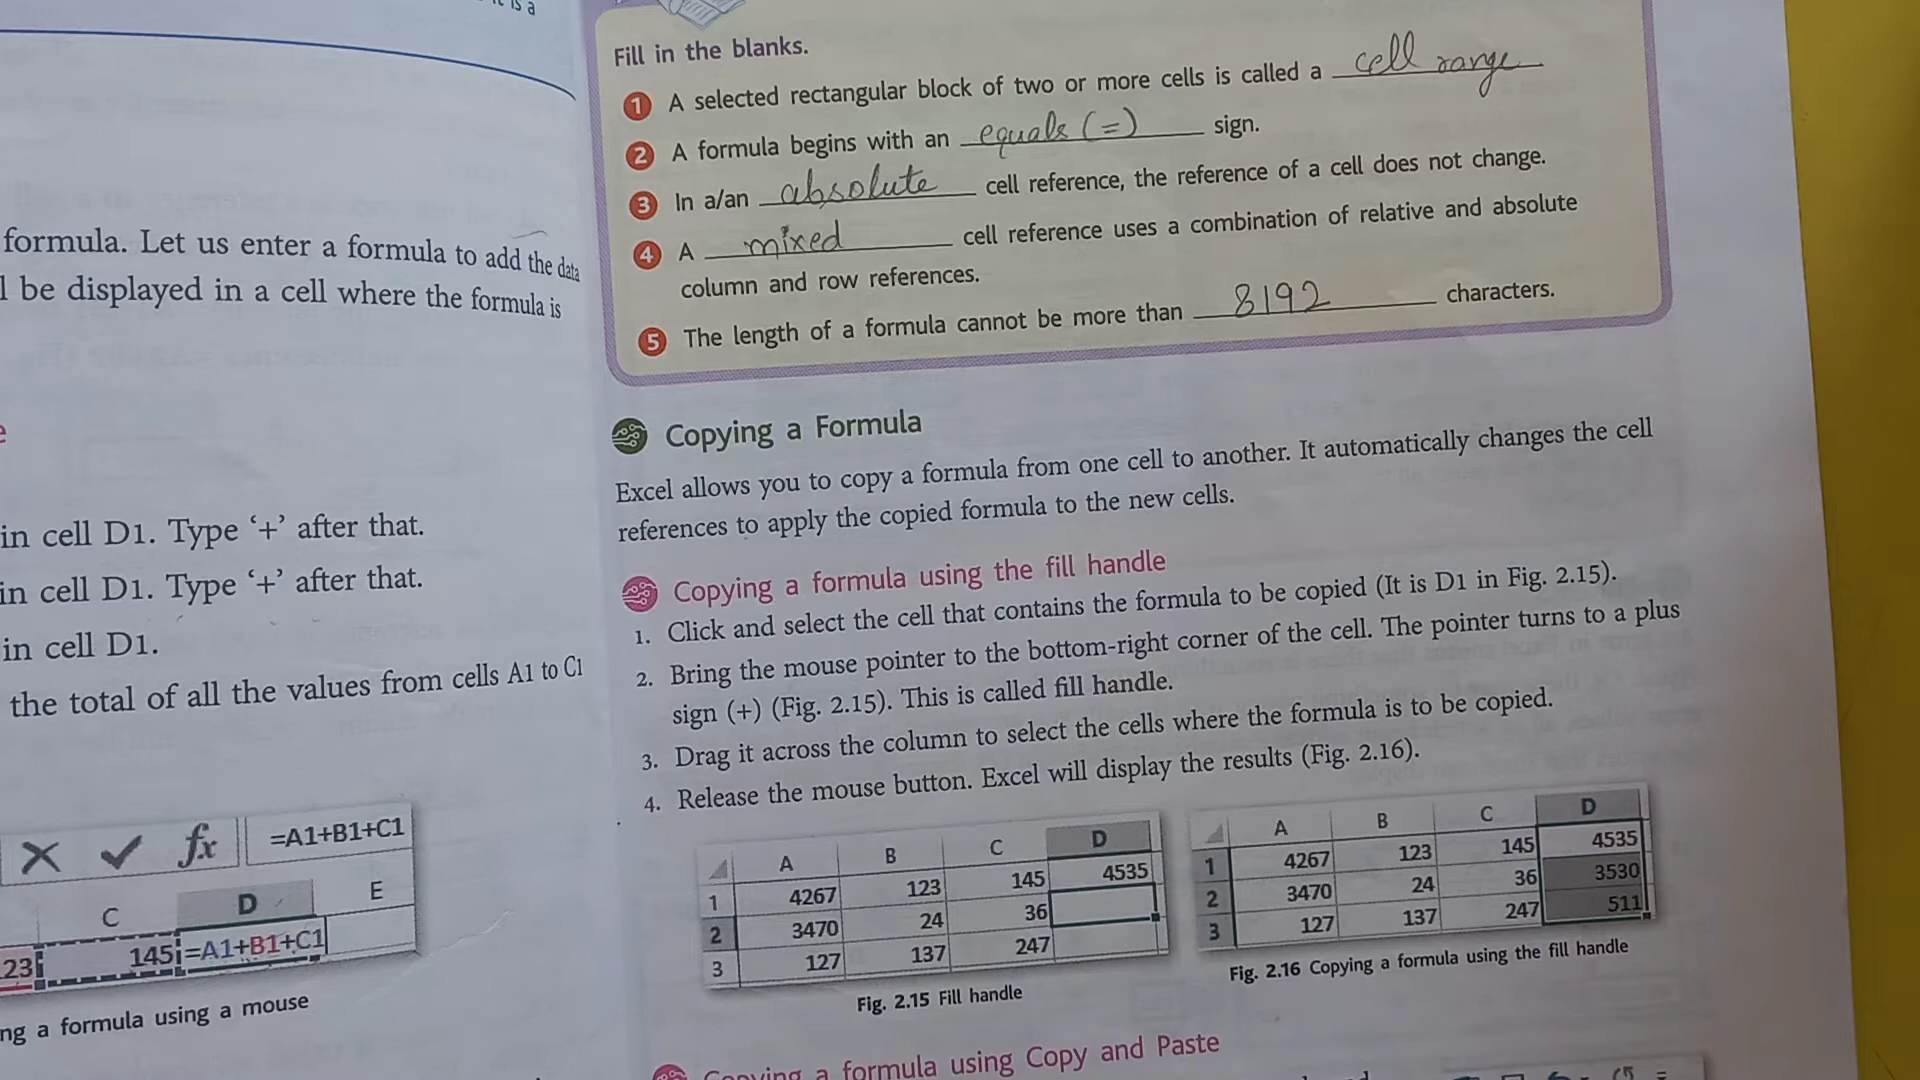 is a
formula. Let us enter a formula to add the data
l be displayed in a cell where the formula is
e
in cell D1. Type ‘+’ after that.
in cell D1. Type ‘+’ after that.
in cell D1.
the total of all the values from cells A1 to C1
fx =A1+B1+C1
C D E
23 145 =A1+B1+C1
ng a formula using a mouse
Fill in the blanks.
1 A selected rectangular block of two or more cells is called a cell range
2 A formula begins with an equals (=) sign.
3 In a/an absolute cell reference, the reference of a cell does not change.
4 A mixed cell reference uses a combination of relative and absolute
column and row references.
5 The length of a formula cannot be more than 8192 characters.
Copying a Formula
Excel allows you to copy a formula from one cell to another. It automatically changes the cell
references to apply the copied formula to the new cells.
Copying a formula using the fill handle
1. Click and select the cell that contains the formula to be copied (It is D1 in Fig. 2.15).
2. Bring the mouse pointer to the bottom-right corner of the cell. The pointer turns to a plus
sign (+) (Fig. 2.15). This is called fill handle.
3. Drag it across the column to select the cells where the formula is to be copied.
4. Release the mouse button. Excel will display the results (Fig. 2.16).
A B C D
1 4267 123 145 4535
2 3470 24 36
3 127 137 247
Fig. 2.15 Fill handle
A B C D
1 4267 123 145 4535
2 3470 24 36 3530
3 127 137 247 511
Fig. 2.16 Copying a formula using the fill handle
Copying a formula using Copy and Paste